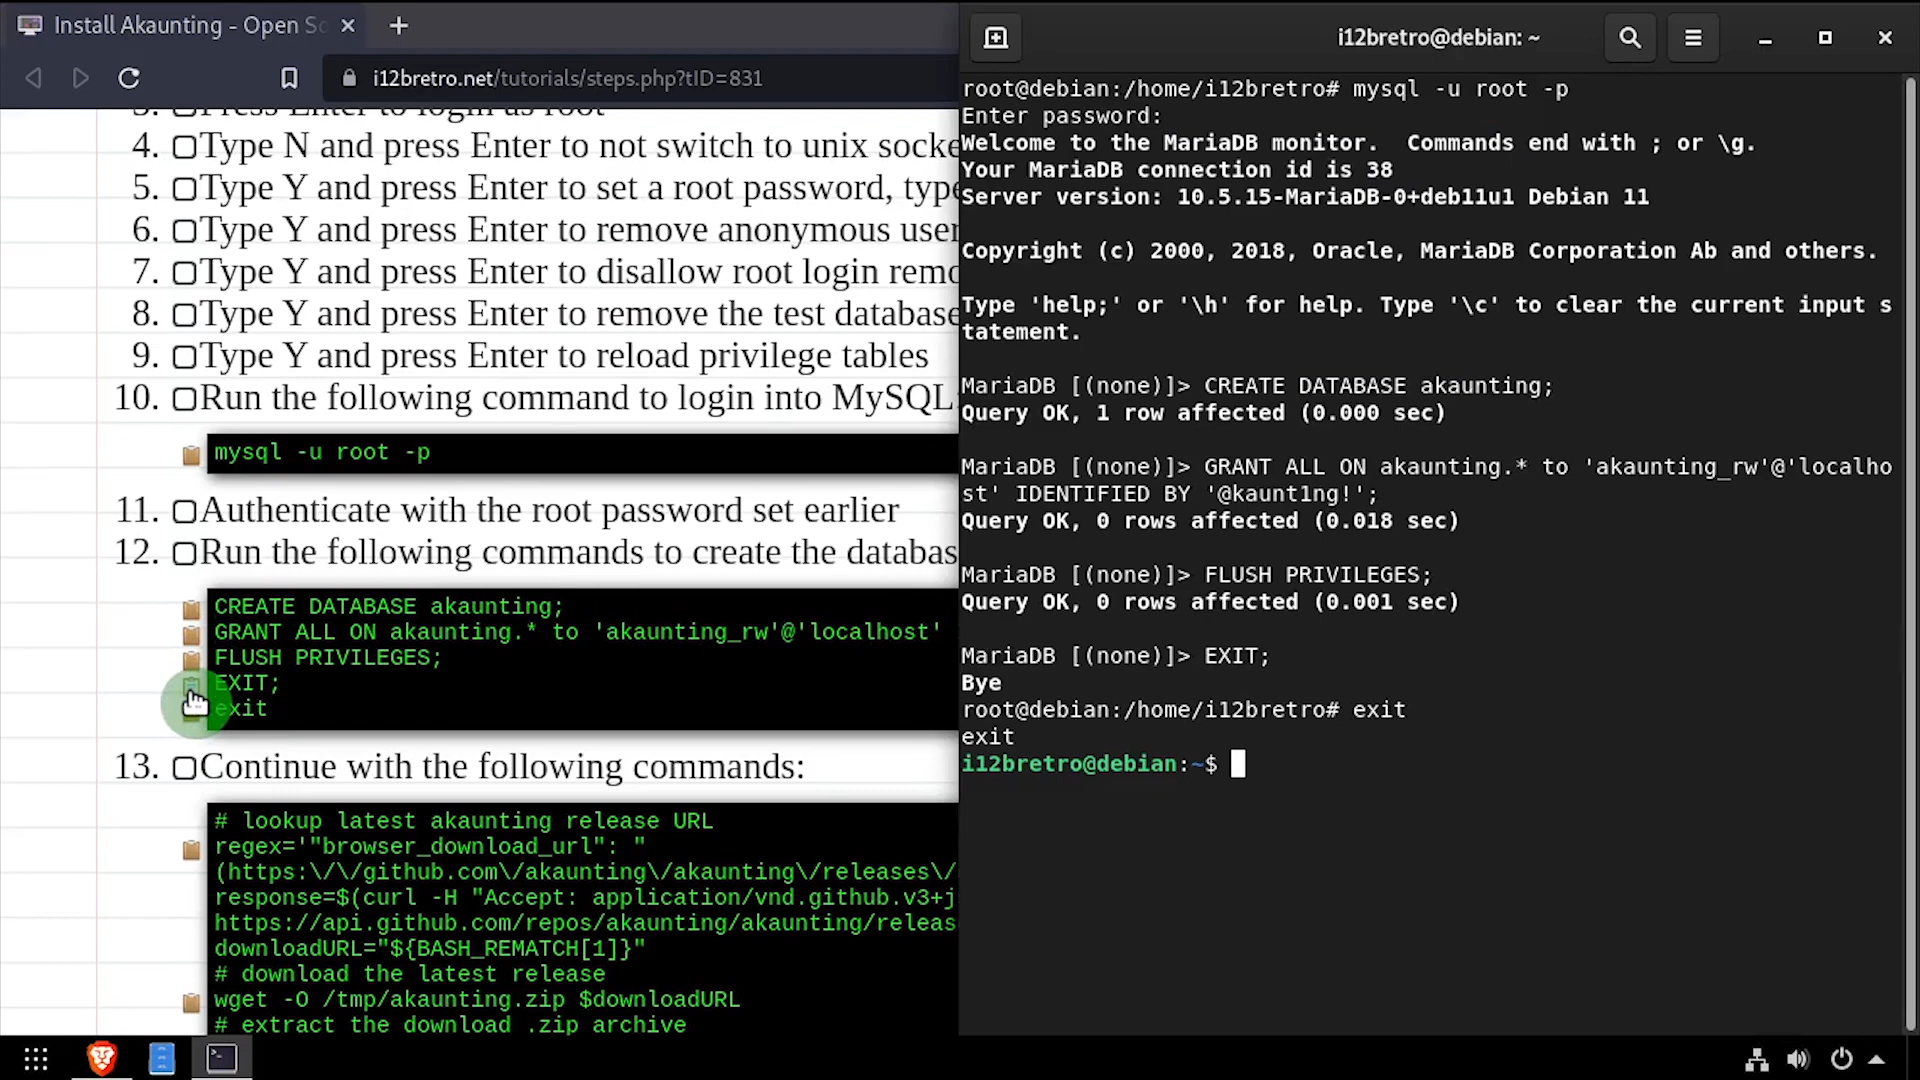 Install Akaunting - Open So
i12bretro.net/tutorials/steps.php?tID=831
3. Press Enter to login as root
4. Type N and press Enter to not switch to unix socke
5. Type Y and press Enter to set a root password, type
6. Type Y and press Enter to remove anonymous user
7. Type Y and press Enter to disallow root login remo
8. Type Y and press Enter to remove the test database
9. Type Y and press Enter to reload privilege tables
10. Run the following command to login into MySQL
mysql -u root -p
11. Authenticate with the root password set earlier
12. Run the following commands to create the databas
CREATE DATABASE akaunting;
GRANT ALL ON akaunting.* to 'akaunting_rw'@'localhost'
FLUSH PRIVILEGES;
EXIT;
exit
13. Continue with the following commands:
# lookup latest akaunting release URL
regex='"browser_download_url": "
(https:\/\/github.com\/akaunting\/akaunting\/releases\/
response=$(curl -H "Accept: application/vnd.github.v3+j
https://api.github.com/repos/akaunting/akaunting/releas
downloadURL="${BASH_REMATCH[1]}"
# download the latest release
wget -O /tmp/akaunting.zip $downloadURL
# extract the download .zip archive
i12bretro@debian: ~
root@debian:/home/i12bretro# mysql -u root -p
Enter password:
Welcome to the MariaDB monitor.  Commands end with ; or \g.
Your MariaDB connection id is 38
Server version: 10.5.15-MariaDB-0+deb11u1 Debian 11
Copyright (c) 2000, 2018, Oracle, MariaDB Corporation Ab and others.
Type 'help;' or '\h' for help. Type '\c' to clear the current input s
tatement.
MariaDB [(none)]> CREATE DATABASE akaunting;
Query OK, 1 row affected (0.000 sec)
MariaDB [(none)]> GRANT ALL ON akaunting.* to 'akaunting_rw'@'localho
st' IDENTIFIED BY '@kaunt1ng!';
Query OK, 0 rows affected (0.018 sec)
MariaDB [(none)]> FLUSH PRIVILEGES;
Query OK, 0 rows affected (0.001 sec)
MariaDB [(none)]> EXIT;
Bye
root@debian:/home/i12bretro# exit
exit
i12bretro@debian:~$